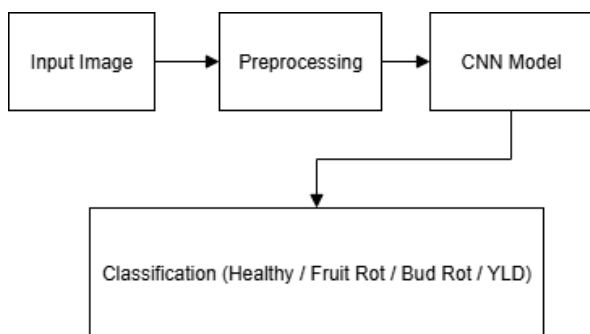 Input Image
Preprocessing
CNN Model
Classification (Healthy / Fruit Rot / Bud Rot / YLD)